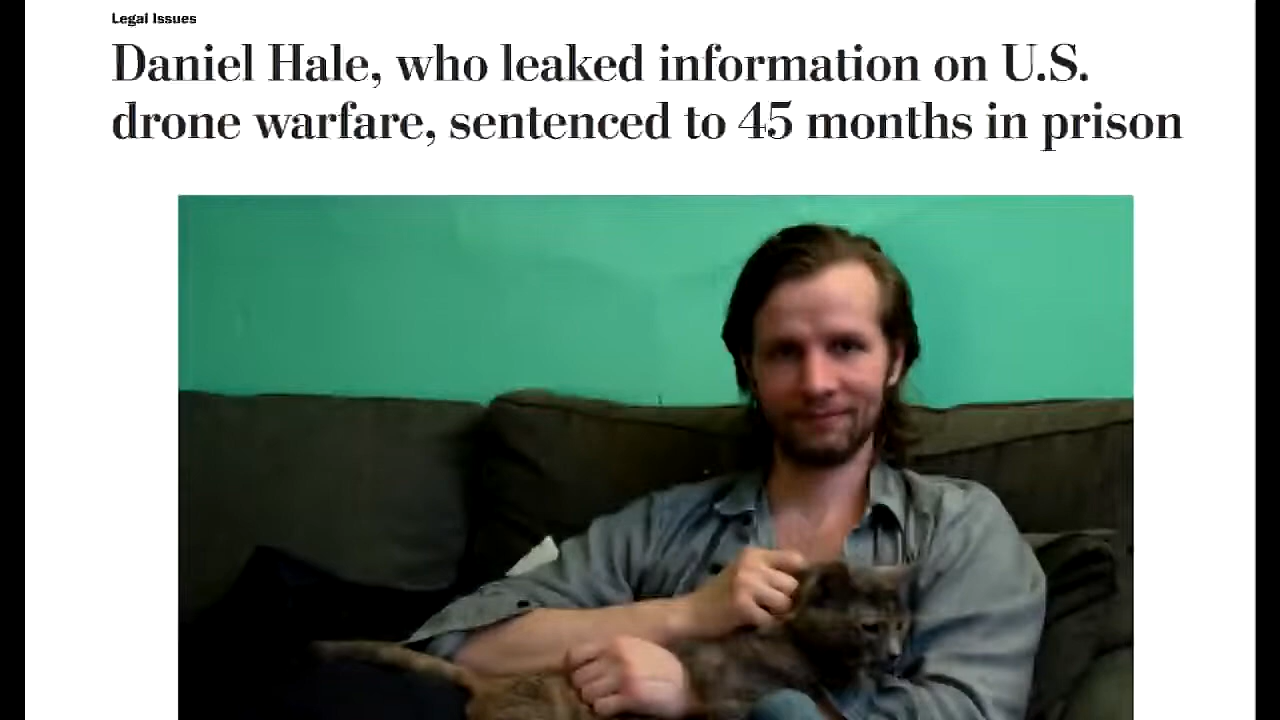 Legal Issues
Daniel Hale, who leaked information on U.S.
drone warfare, sentenced to 45 months in prison